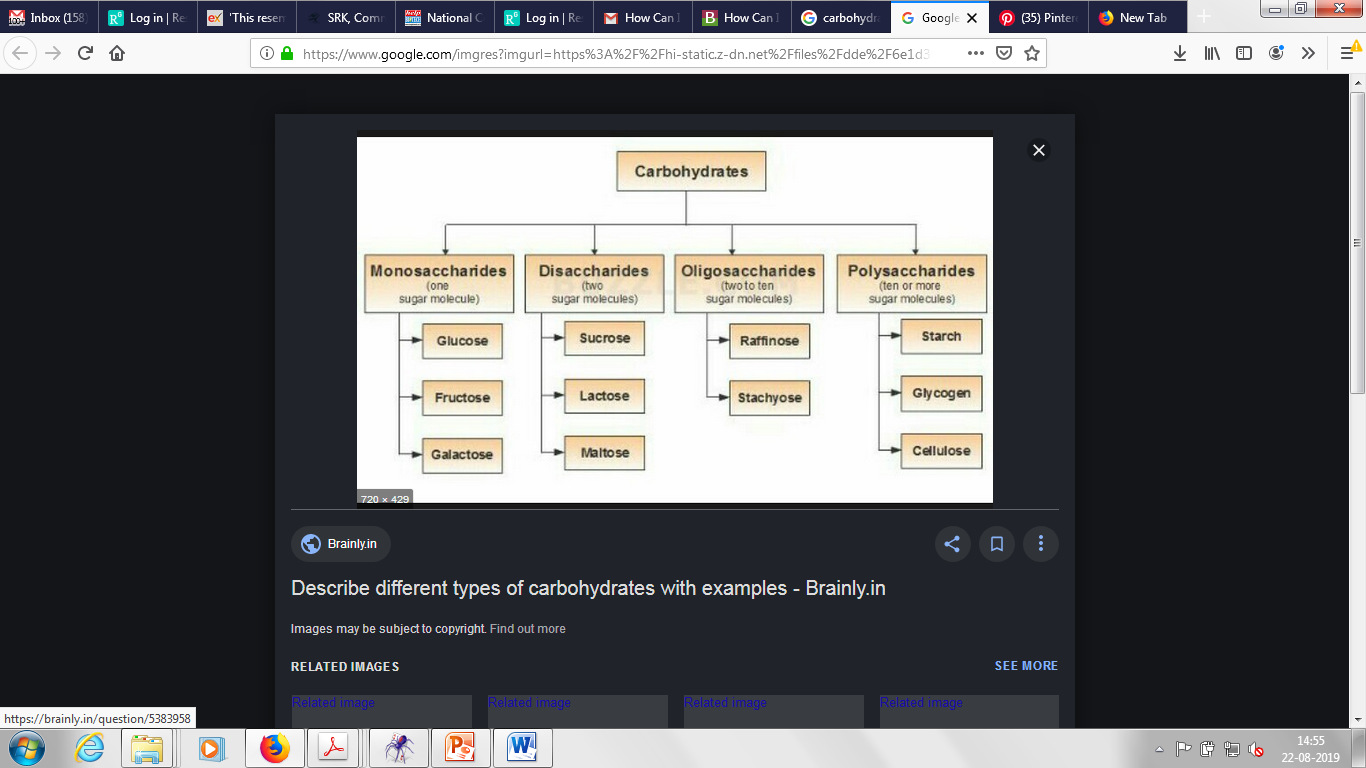 Inbox (158)
Log in | Re
'This resem
SRK, Comm
National C
Log in | Re
How Can I
How Can I
carbohydra
Google
(35) Pinter
New Tab
https://www.google.com/imgres?imgurl=https%3A%2F%2Fhi-static.z-dn.net%2Ffiles%2Fdde%2F6e1d3
Carbohydrates
Monosaccharides
(one
sugar molecule)
Disaccharides
(two
sugar molecules)
Oligosaccharides
(two to ten
sugar molecules)
Polysaccharides
(ten or more
sugar molecules)
Glucose
Fructose
Galactose
Sucrose
Lactose
Maltose
Raffinose
Stachyose
Starch
Glycogen
Cellulose
720 × 429
Brainly.in
Describe different types of carbohydrates with examples - Brainly.in
Images may be subject to copyright. Find out more
RELATED IMAGES
SEE MORE
Related image
Related image
Related image
Related image
https://brainly.in/question/5383958
14:55
22-08-2019